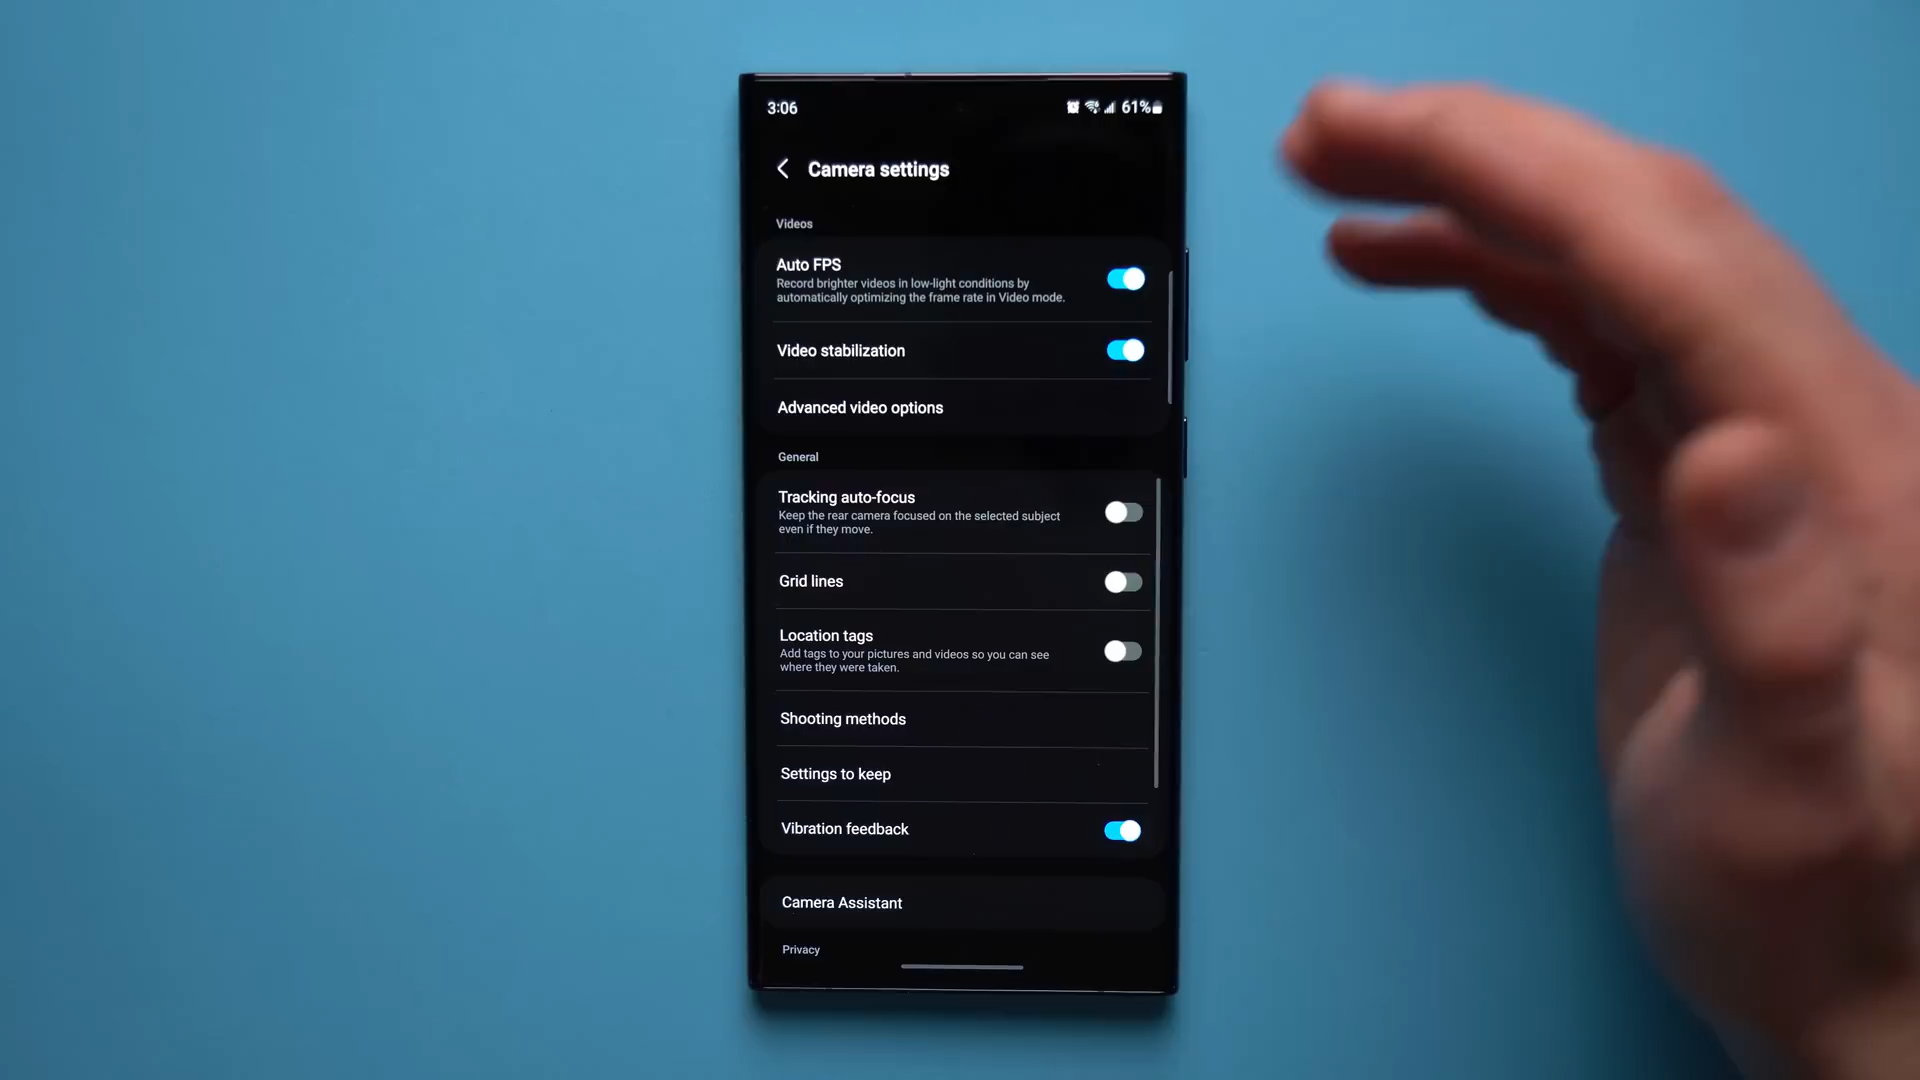 3:06
61%
Camera settings
Videos
Auto FPS
Record brighter videos in low-light conditions by
automatically optimizing the frame rate in Video mode.
Video stabilization
Advanced video options
General
Tracking auto-focus
Keep the rear camera focused on the selected subject
even if they move.
Grid lines
Location tags
Add tags to your pictures and videos so you can see
where they were taken.
Shooting methods
Settings to keep
Vibration feedback
Camera Assistant
Privacy